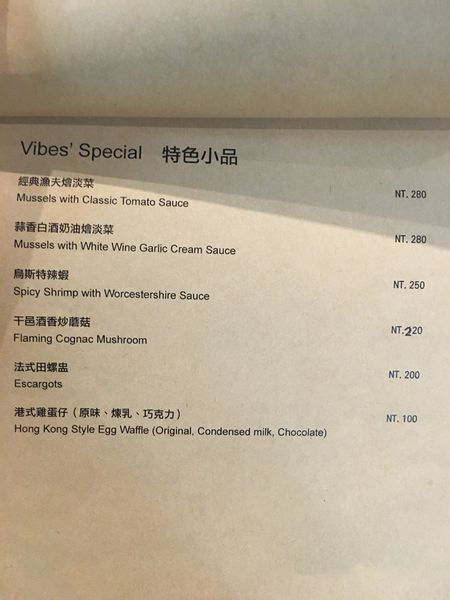 Vibes' Special 特色小品
經典漁夫燴淡菜
Mussels with Classic Tomato Sauce NT. 280
蒜香白酒奶油燴淡菜
Mussels with White Wine Garlic Cream Sauce NT. 280
烏斯特辣蝦
Spicy Shrimp with Worcestershire Sauce NT. 250
干邑酒香炒蘑菇
Flaming Cognac Mushroom NT.220
法式田螺盅
Escargots NT. 200
港式雞蛋仔（原味、煉乳、巧克力）
Hong Kong Style Egg Waffle (Original, Condensed milk, Chocolate) NT. 100